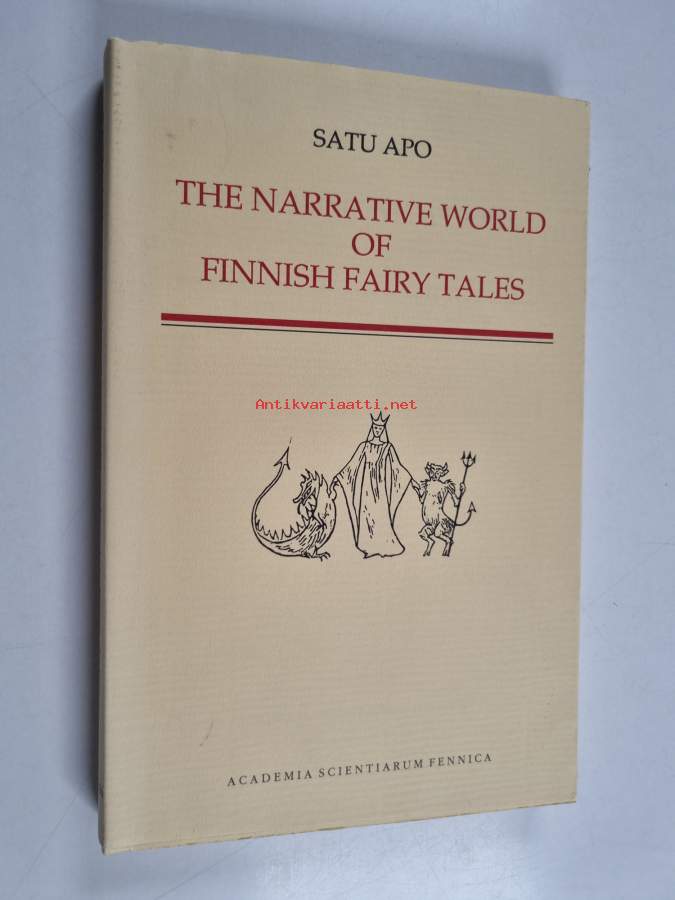 SATU APO
THE NARRATIVE WORLD
OF
FINNISH FAIRY TALES
Antikvariaatti.net
ACADEMIA SCIENTIARUM FENNICA